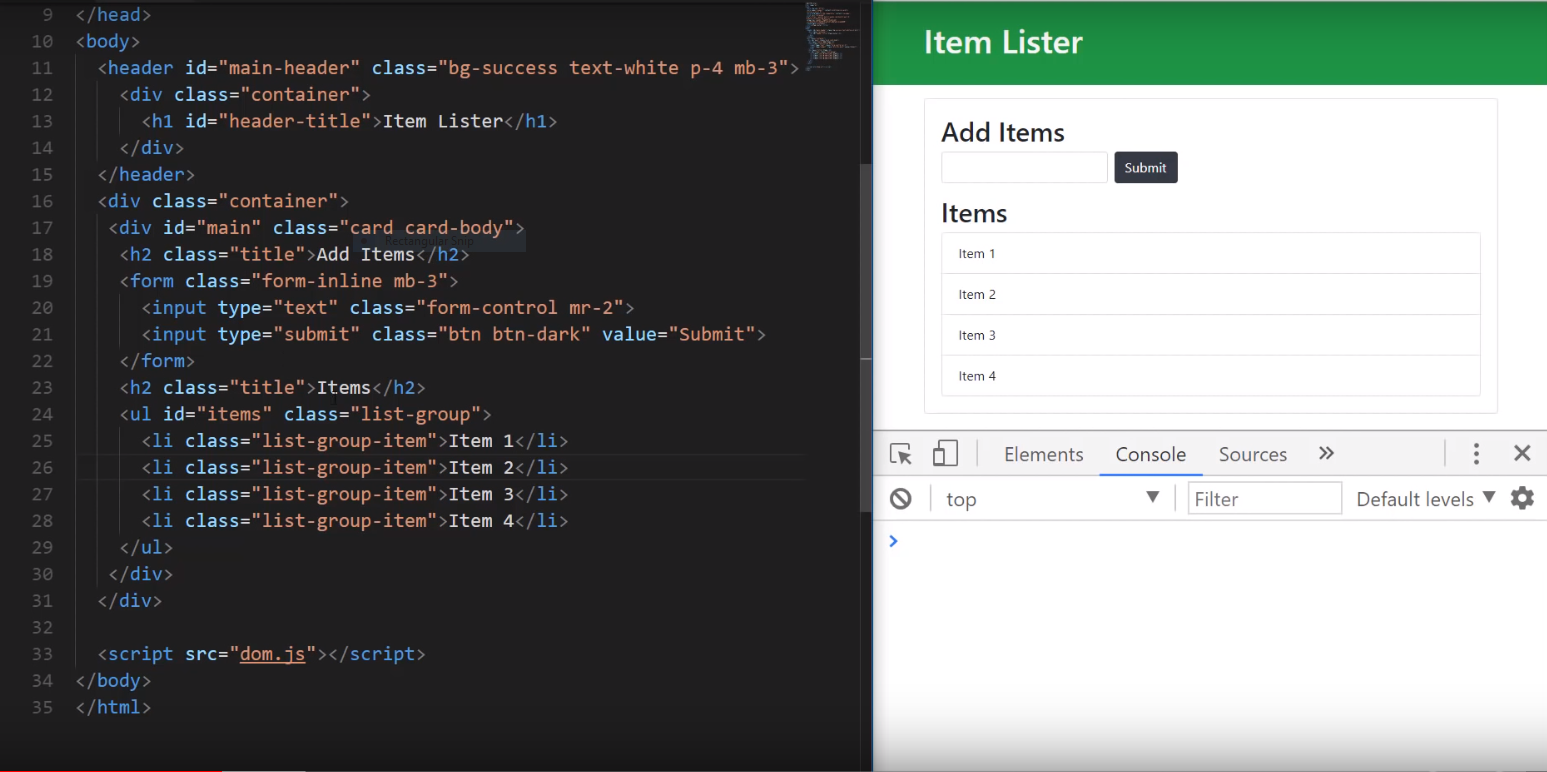 9 </head>
10 <body>
11 <header id="main-header" class="bg-success text-white p-4 mb-3">
12 <div class="container">
13 <h1 id="header-title">Item Lister</h1>
14 </div>
15 </header>
16 <div class="container">
17 <div id="main" class="card card-body">
Rectangular Snip
18 <h2 class="title">Add Items</h2>
19 <form class="form-inline mb-3">
20 <input type="text" class="form-control mr-2">
21 <input type="submit" class="btn btn-dark" value="Submit">
22 </form>
23 <h2 class="title">Items</h2>
24 <ul id="items" class="list-group">
25 <li class="list-group-item">Item 1</li>
26 <li class="list-group-item">Item 2</li>
27 <li class="list-group-item">Item 3</li>
28 <li class="list-group-item">Item 4</li>
29 </ul>
30 </div>
31 </div>
32
33 <script src="dom.js"></script>
34 </body>
35 </html>
Item Lister
Add Items
Submit
Items
Item 1
Item 2
Item 3
Item 4
Elements Console Sources »
top Filter Default levels
>